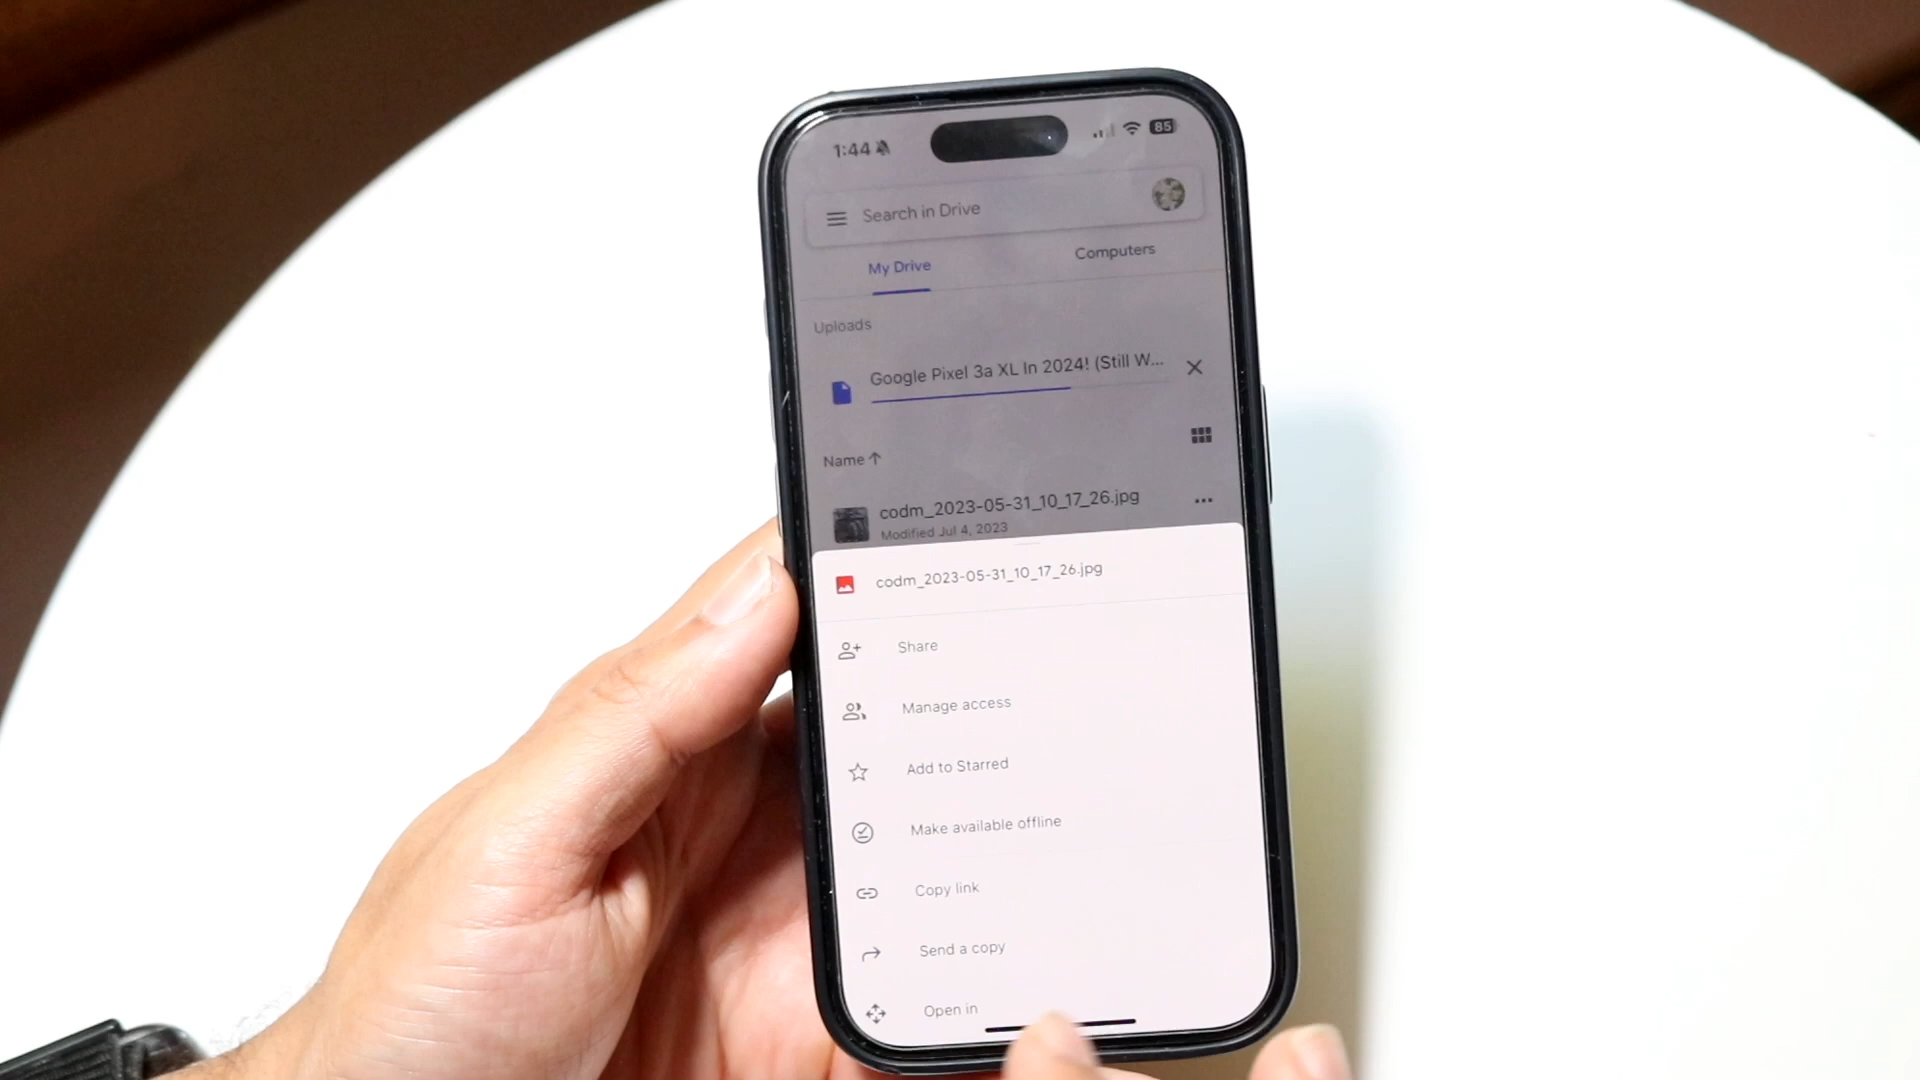 1:44
85
Search in Drive
My Drive
Computers
Uploads
Google Pixel 3a XL In 2024! (Still W...
Name
codm_2023-05-31_10_17_26.jpg
Modified Jul 4, 2023
codm_2023-05-31_10_17_26.jpg
Share
Manage access
Add to Starred
Make available offline
Copy link
Send a copy
Open in